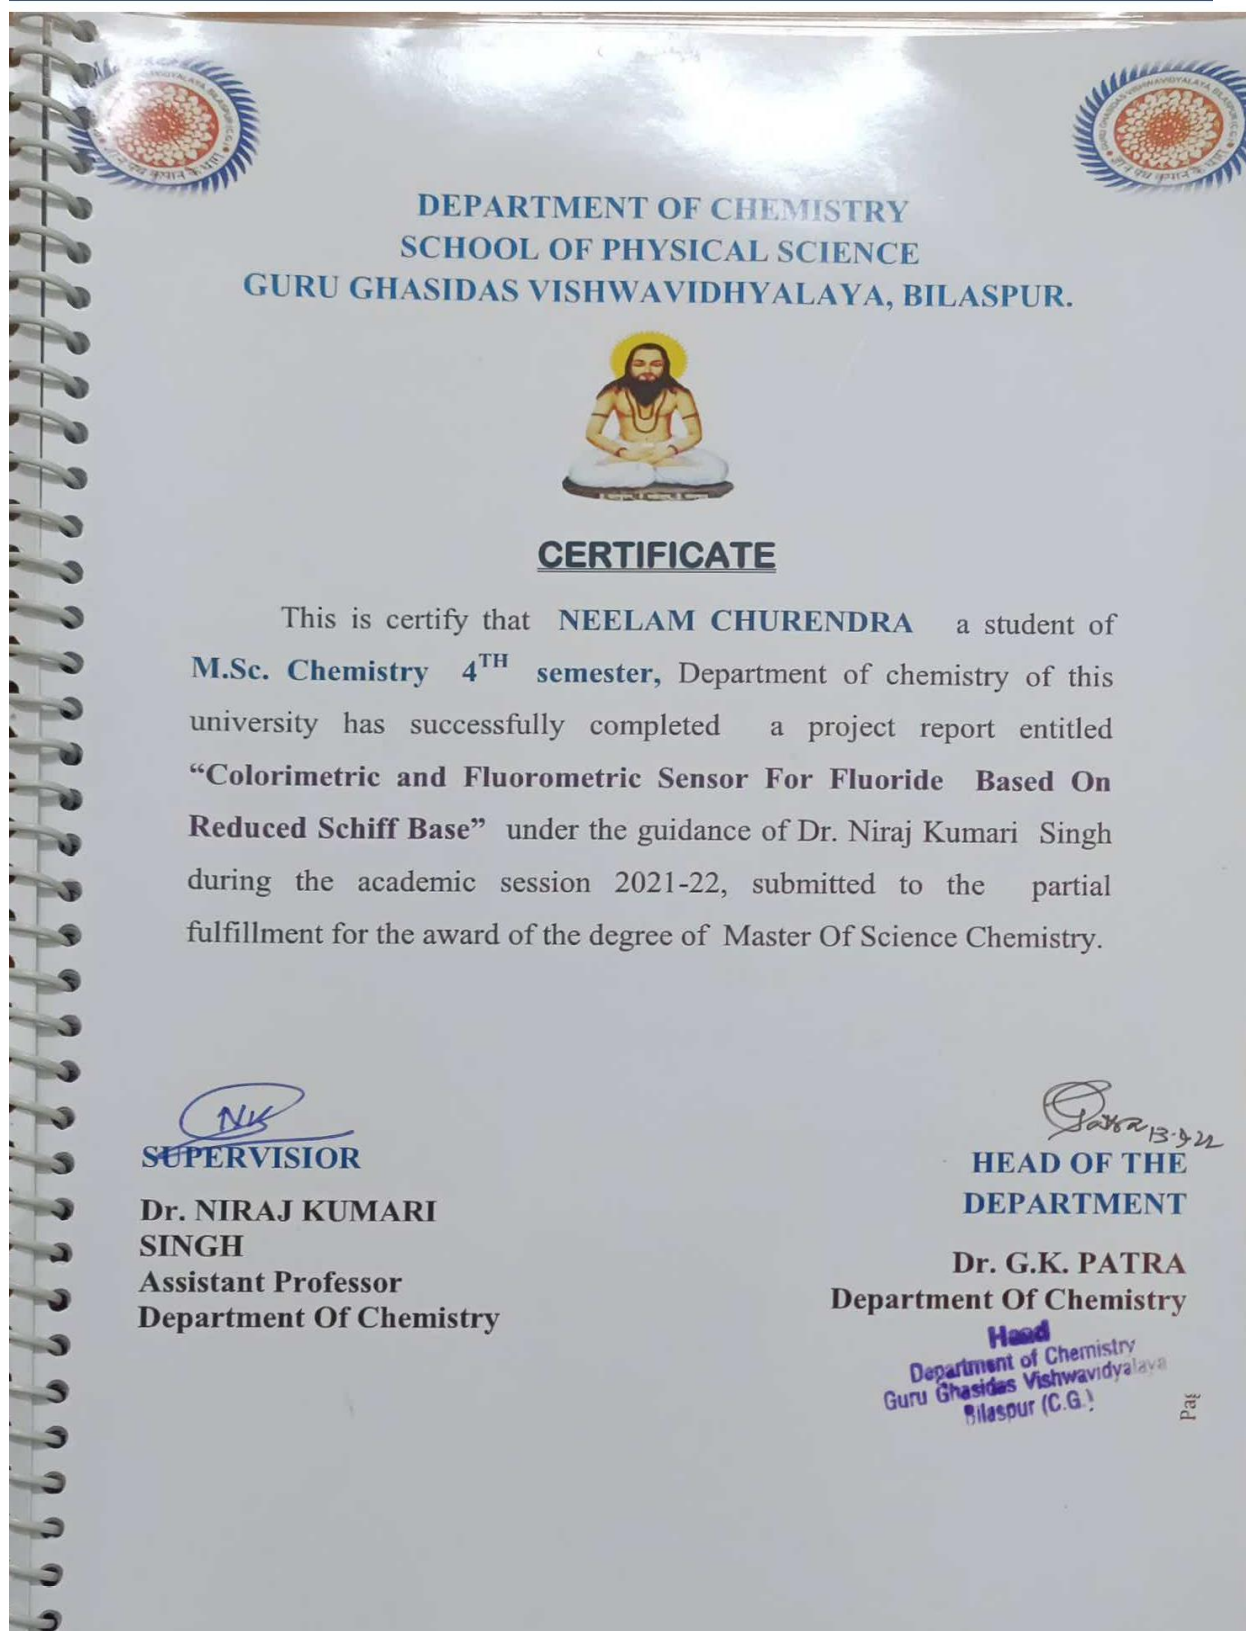 DEPARTMENT OF CHEMISTRY
SCHOOL OF PHYSICAL SCIENCE
GURU GHASIDAS VISHWAVIDHYALAYA, BILASPUR.
CERTIFICATE
This is certify that NEELAM CHURENDRA a student of
M.Sc. Chemistry 4TH semester, Department of chemistry of this
university has successfully completed a project report entitled
“Colorimetric and Fluorometric Sensor For Fluoride Based On
Reduced Schiff Base” under the guidance of Dr. Niraj Kumari Singh
during the academic session 2021-22, submitted to the partial
fulfillment for the award of the degree of Master Of Science Chemistry.
NK
SUPERVISIOR
Dr. NIRAJ KUMARI
SINGH
Assistant Professor
Department Of Chemistry
Patra
HEAD OF THE
DEPARTMENT
Dr. G.K. PATRA
Department Of Chemistry
Head
Department of Chemistry
Guru Ghasidas Vishwavidyalaya
Bilaspur (C.G.)
Pag